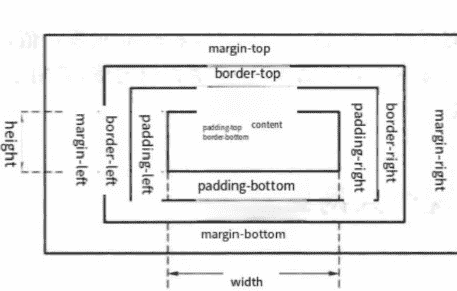 margin-top
border-top
padding-top
content
border-bottom
height
margin-left
border-left
padding-left
padding-right
border-right
margin-right
padding-bottom
margin-bottom
width